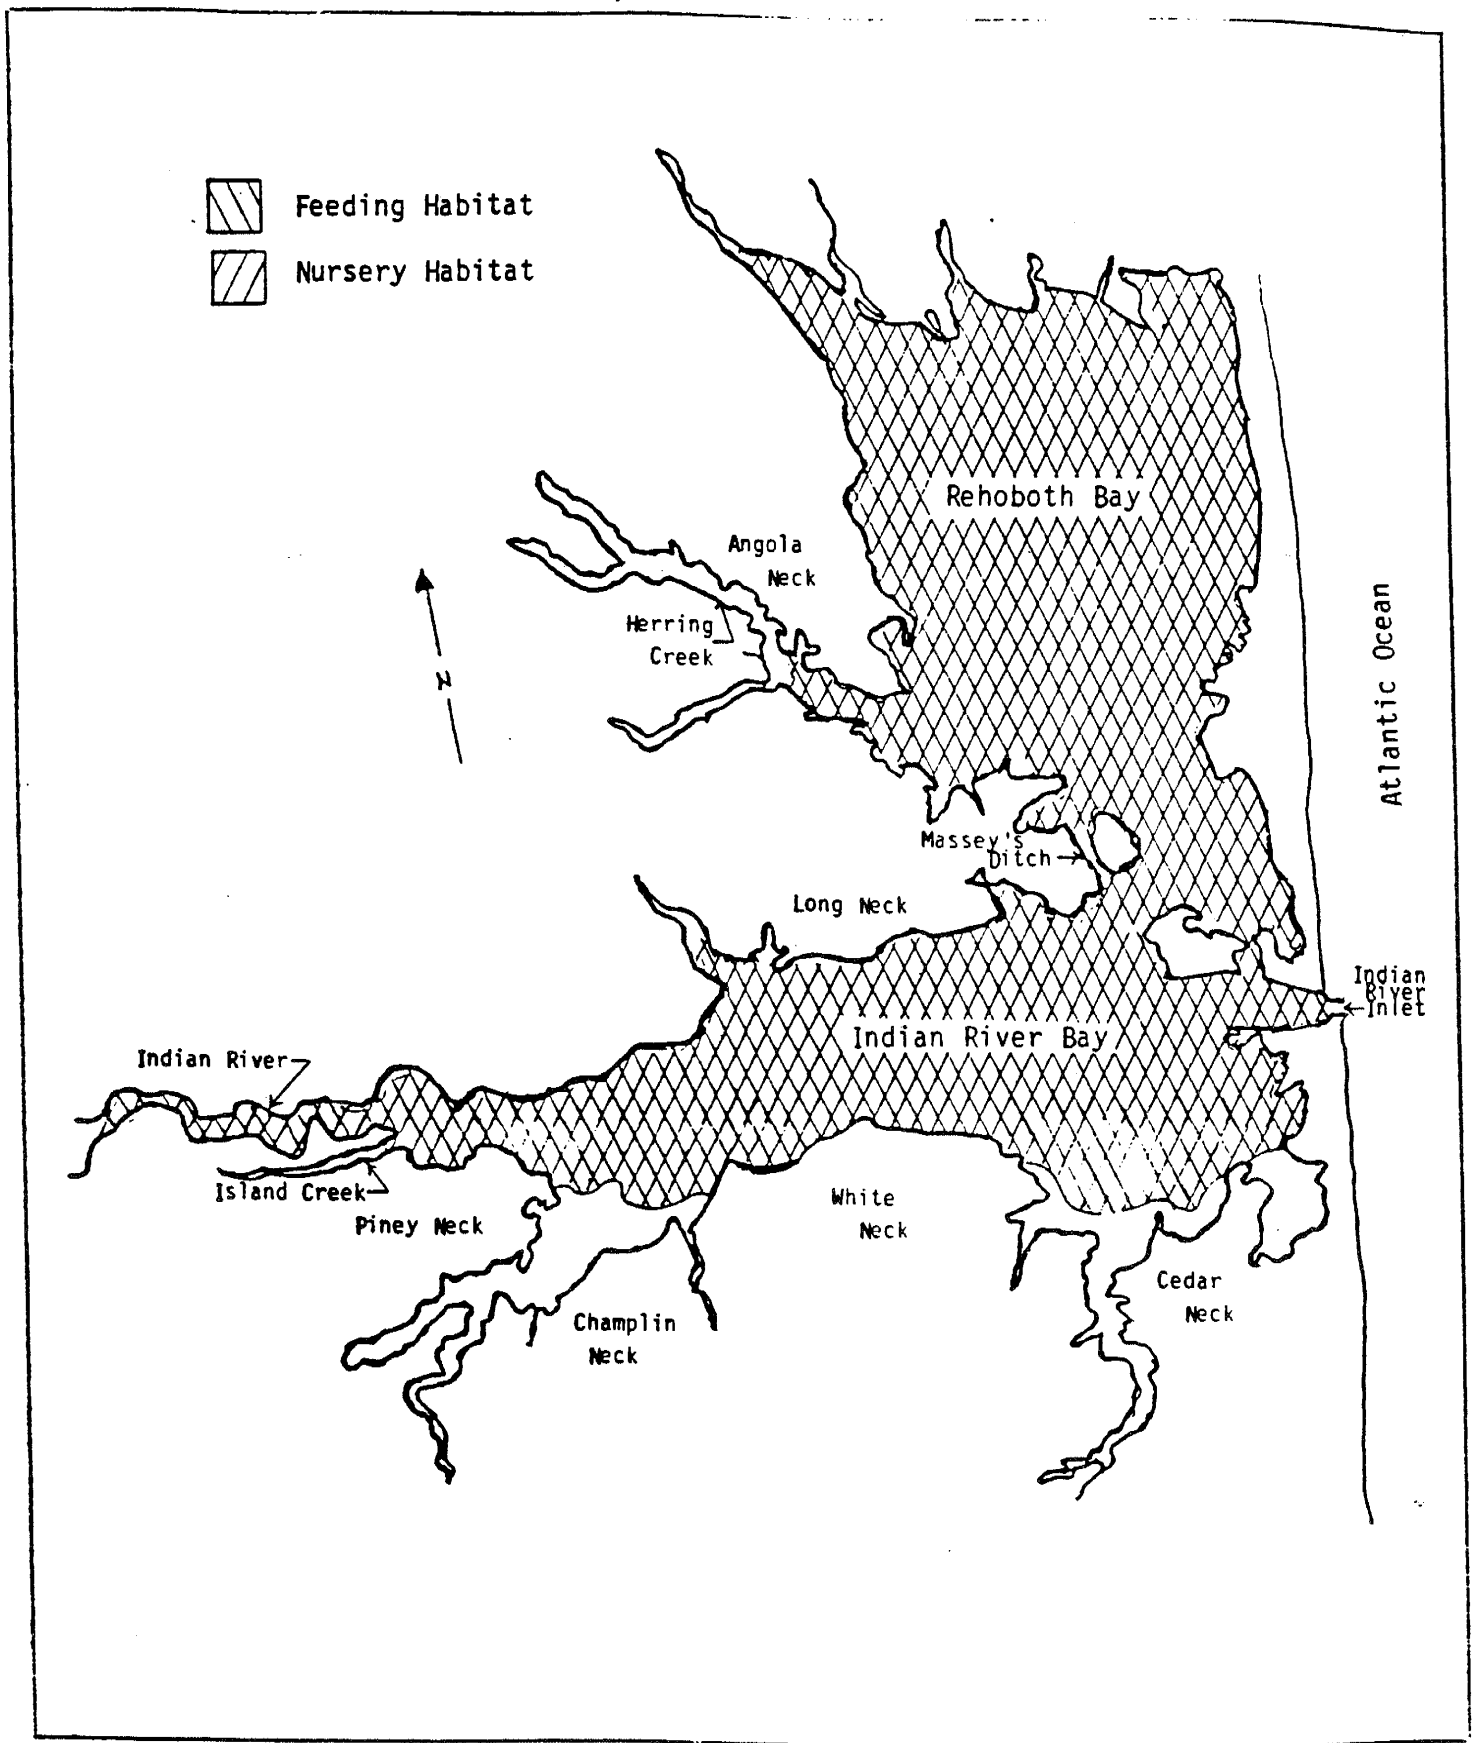 Feeding Habitat
Nursery Habitat
Rehoboth Bay
Angola
Neck
Herring
Creek
N
Atlantic Ocean
Massey's
Ditch
Long Neck
Indian
River
Inlet
Indian River Bay
Indian River
Island Creek
Piney Neck
White
Neck
Cedar
Neck
Champlin
Neck